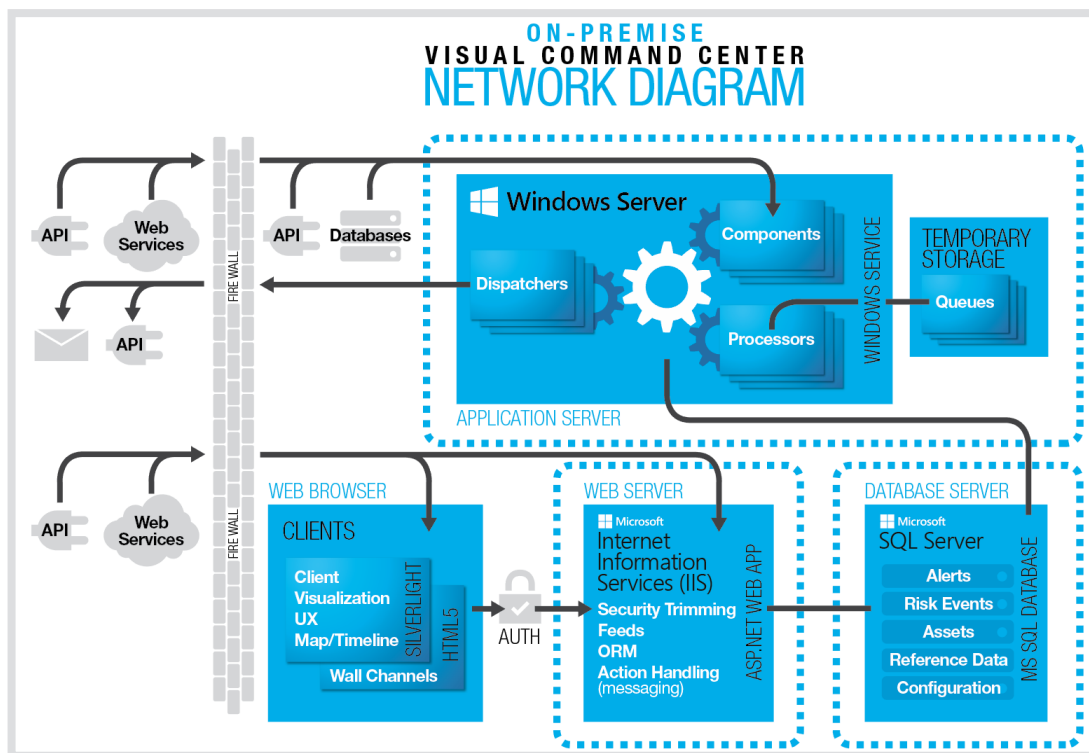 ON-PREMISE
VISUAL COMMAND CENTER
NETWORK DIAGRAM
API
Web
Services
FIRE WALL
API
Databases
Windows Server
Dispatchers
Components
Processors
WINDOWS SERVICE
TEMPORARY
STORAGE
Queues
API
APPLICATION SERVER
API
Web
Services
FIRE WALL
WEB BROWSER
CLIENTS
Client
Visualization
UX
Map/Timeline
SILVERLIGHT
HTML5
Wall Channels
AUTH
WEB SERVER
Microsoft
Internet
Information
Services (IIS)
Security Trimming
Feeds
ORM
Action Handling
(messaging)
ASP.NET WEB APP
DATABASE SERVER
Microsoft
SQL Server
Alerts
Risk Events
Assets
Reference Data
Configuration
MS SQL DATABASE